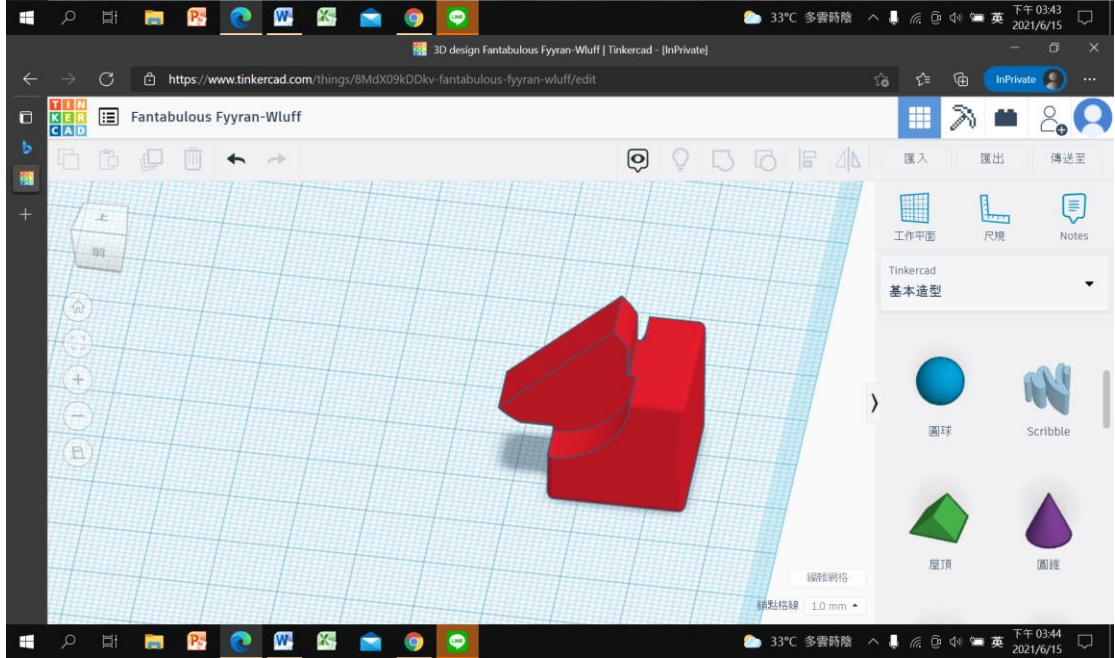 33°C 多雲時陰
英
下午 03:43
2021/6/15
3D design Fantabulous Fyyran-Wluff | Tinkercad - [InPrivate]
https://www.tinkercad.com/things/8MdX09kDDkv-fantabulous-fyyran-wluff/edit
InPrivate
TIN
KER
CAD
Fantabulous Fyyran-Wluff
匯入
匯出
傳送至
上
前
工作平面
尺規
Notes
Tinkercad
基本造型
圓球
Scribble
屋頂
圓錐
編輯網格
鎖點格線 1.0 mm
33°C 多雲時陰
英
下午 03:44
2021/6/15